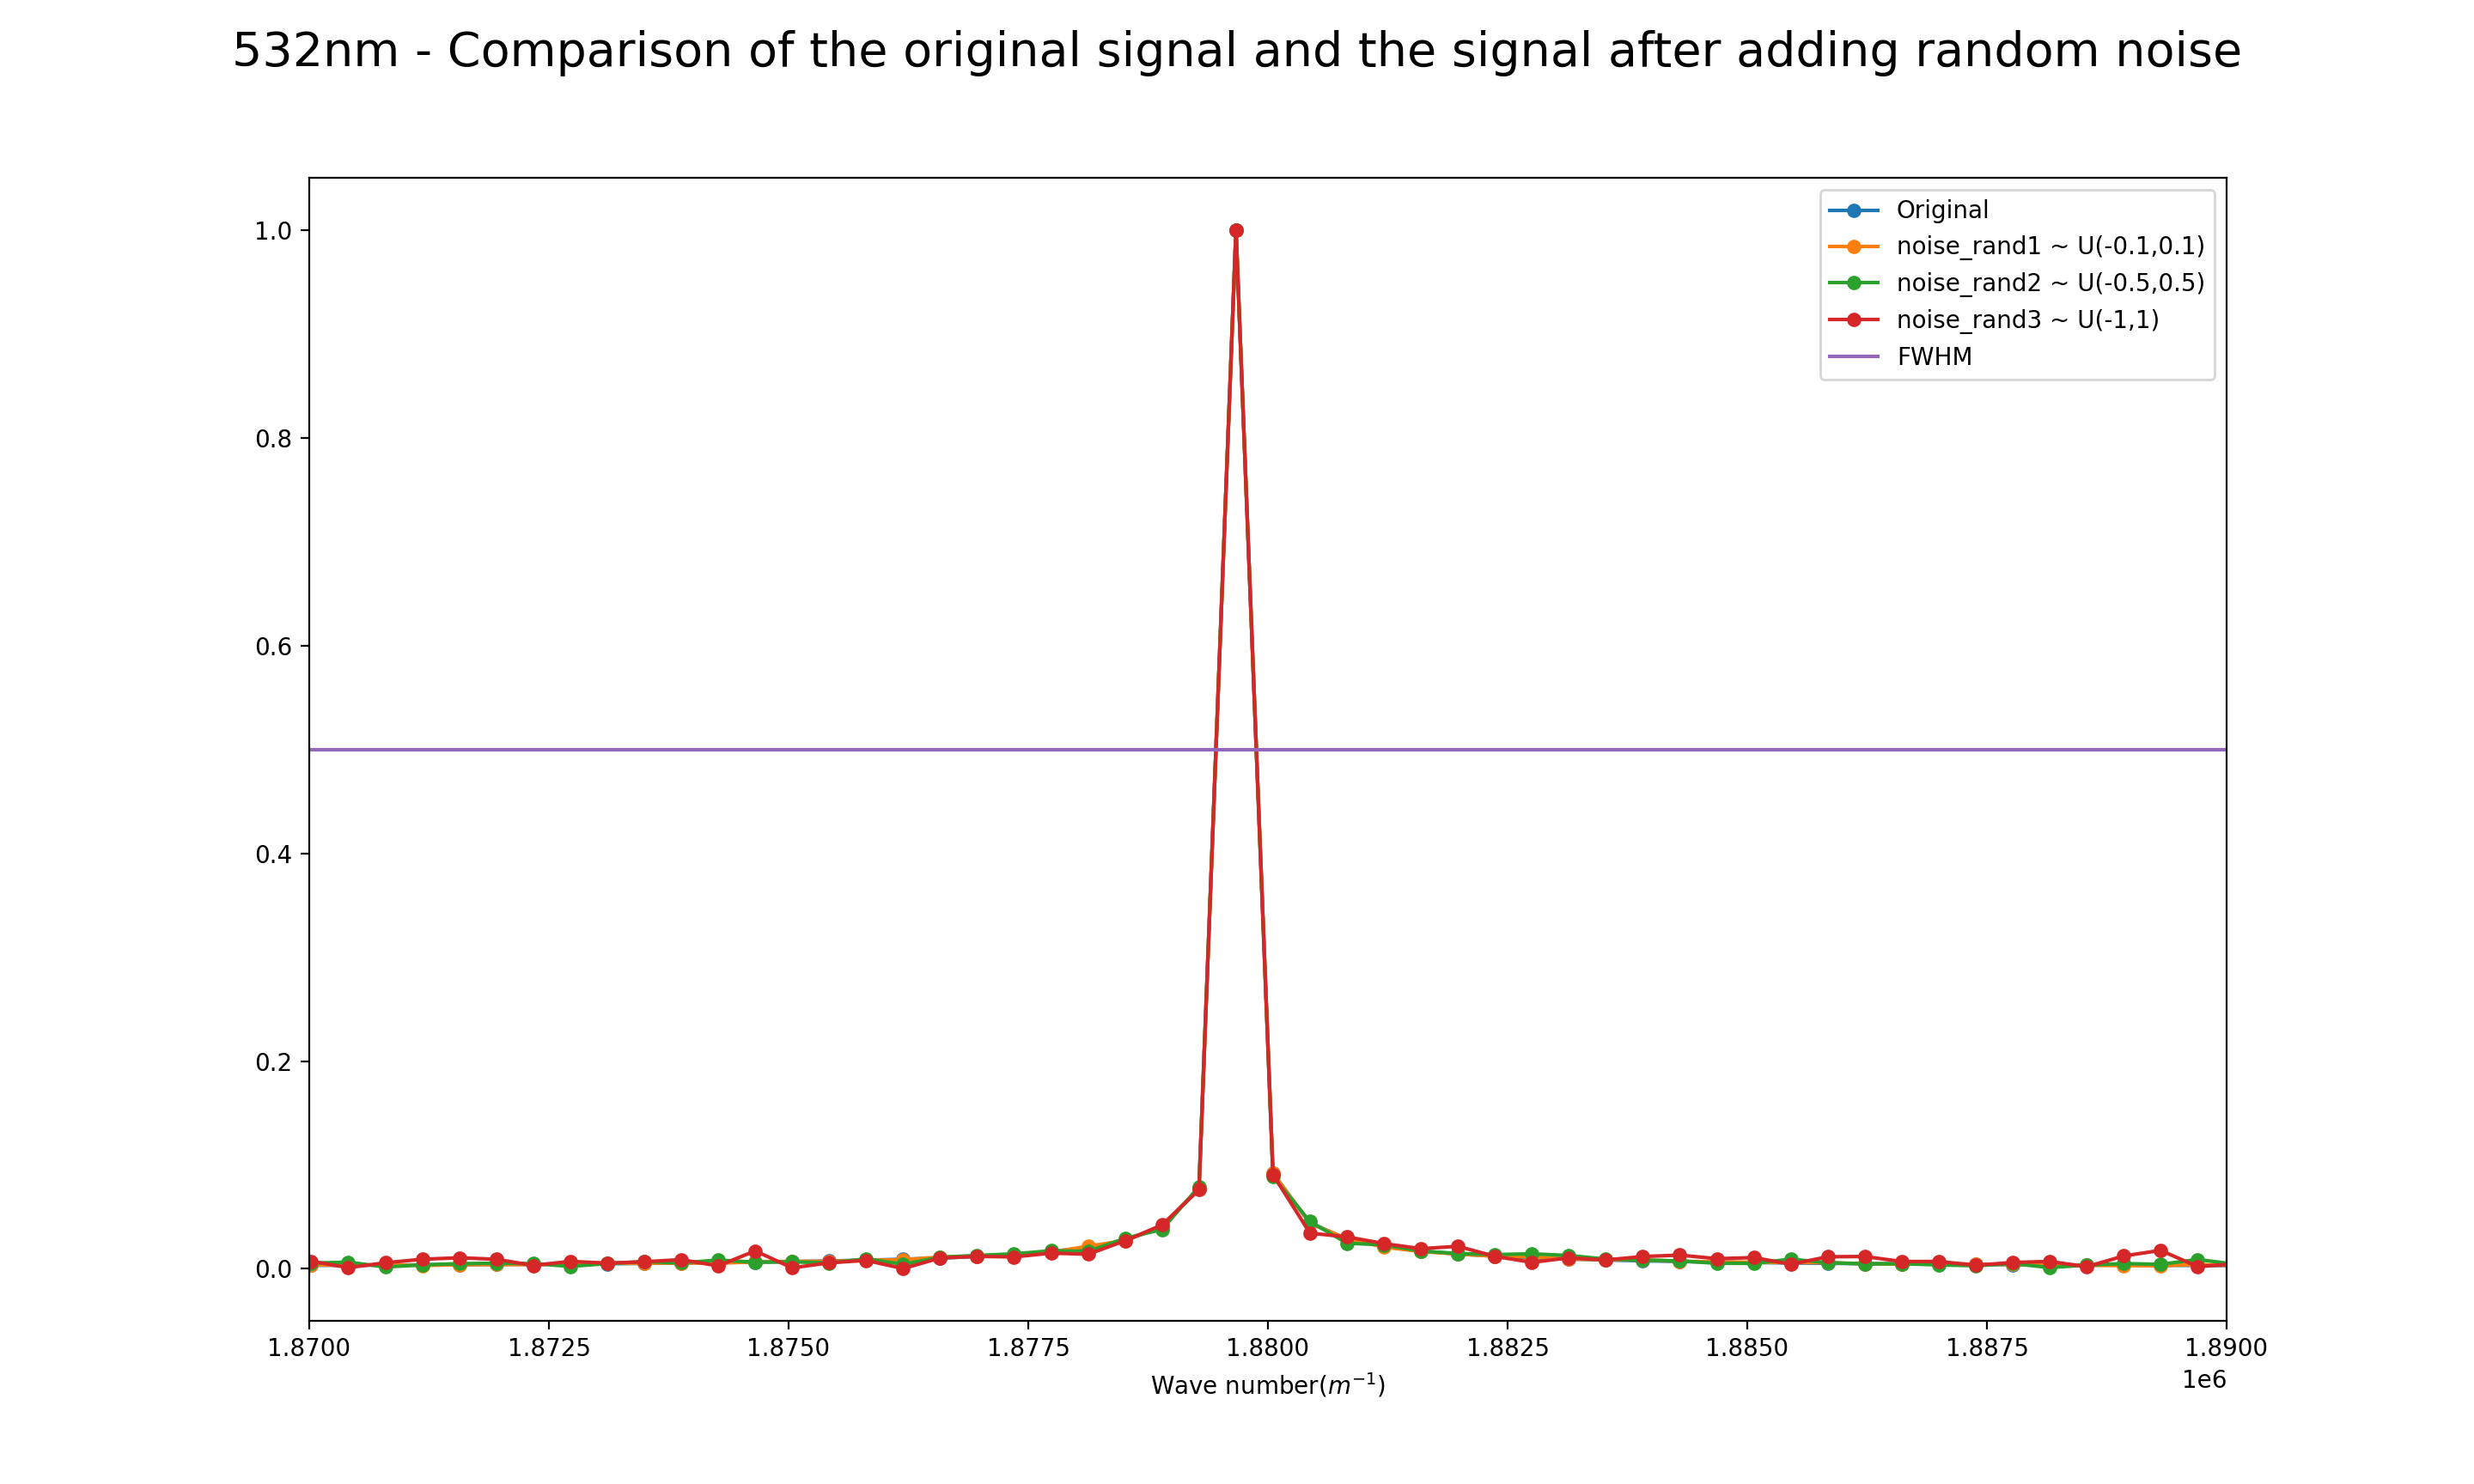 532nm - Comparison of the original signal and the signal after adding random noise
Original
noise_rand1 ~ U(-0.1,0.1)
noise_rand2 ~ U(-0.5,0.5)
noise_rand3 ~ U(-1,1)
FWHM
1.0
0.8
0.6
0.4
0.2
0.0
1.8700 1.8725 1.8750 1.8775 1.8800 1.8825 1.8850 1.8875 1.8900
1e6
Wave number(m⁻¹)